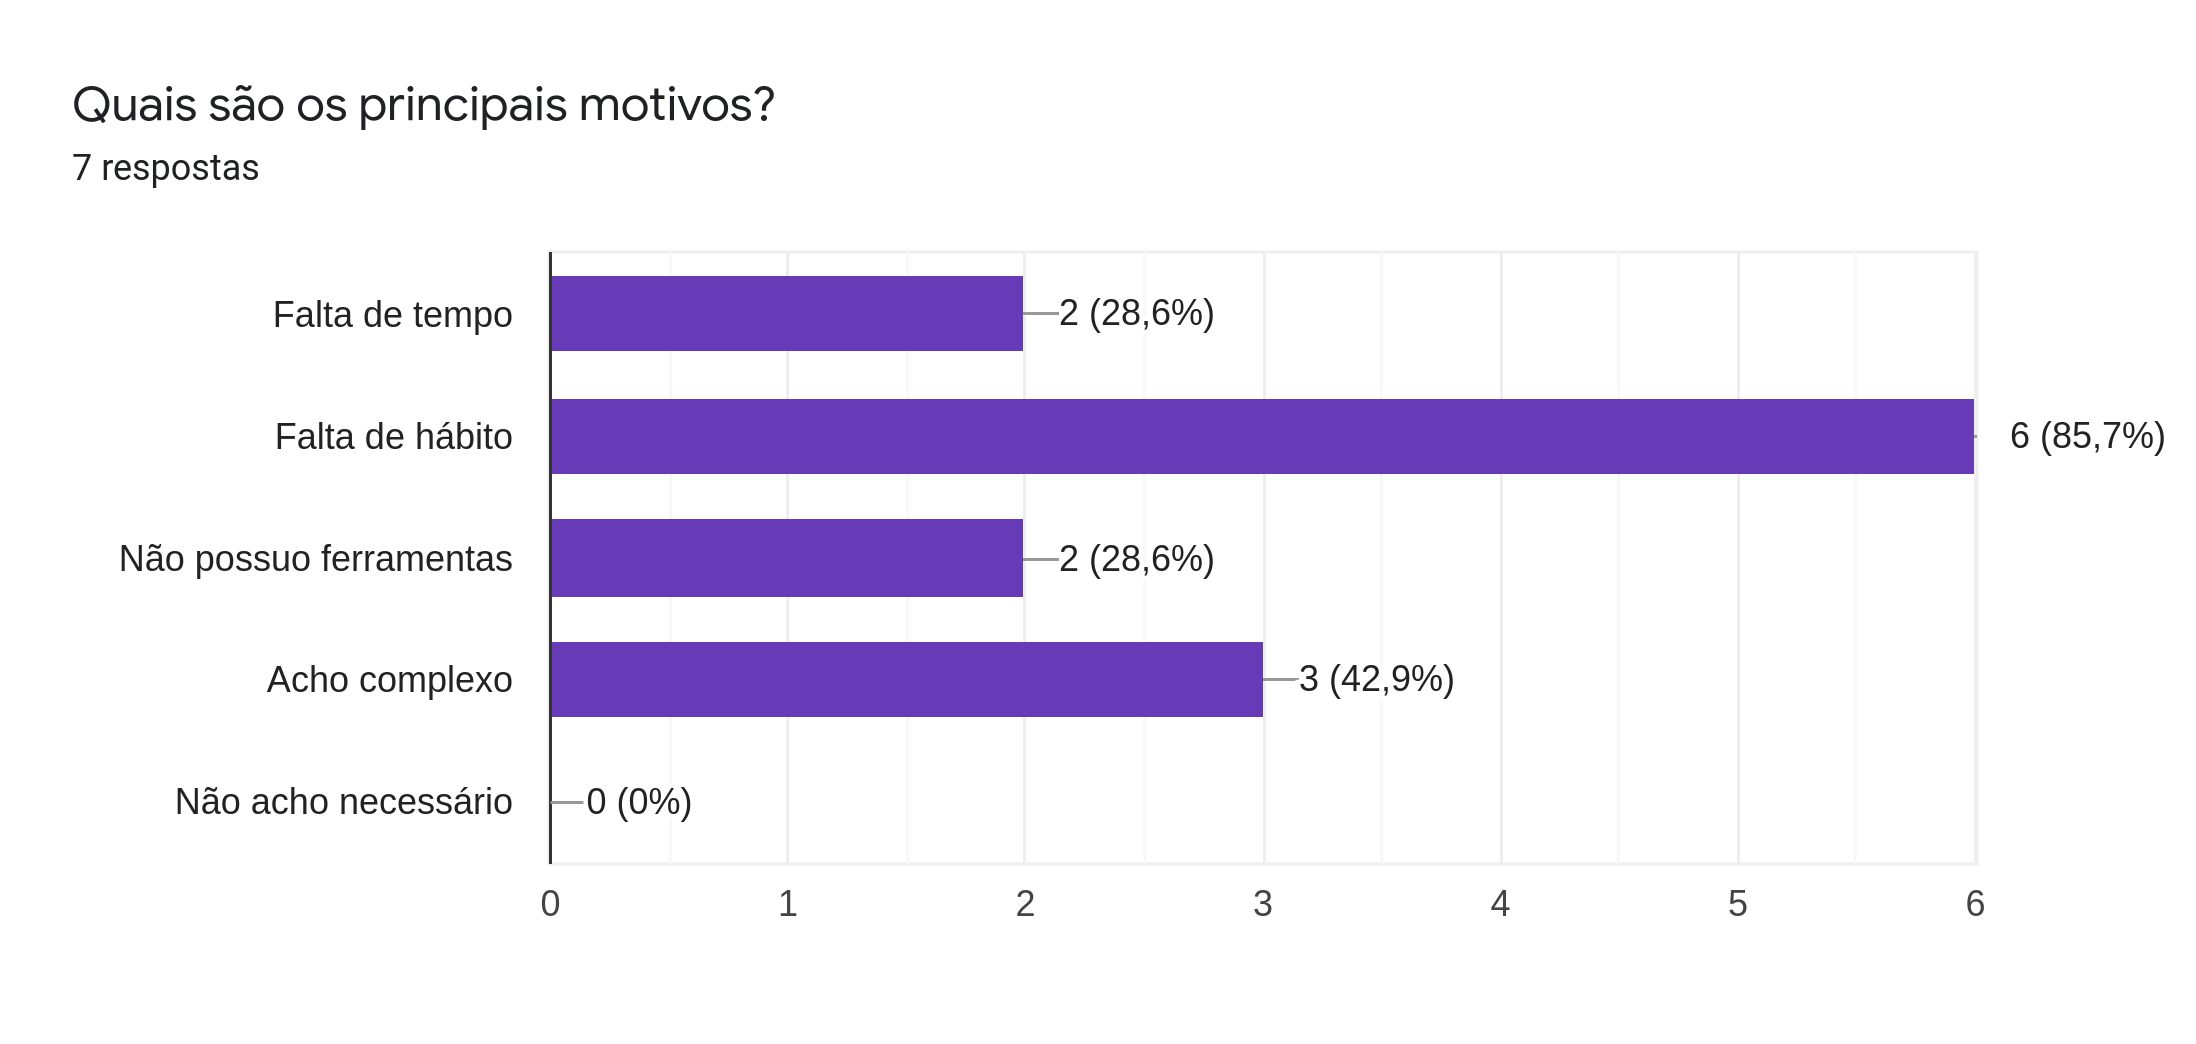 Quais são os principais motivos?
7 respostas
Falta de tempo
2 (28,6%)
Falta de hábito
6 (85,7%)
Não possuo ferramentas
2 (28,6%)
Acho complexo
3 (42,9%)
Não acho necessário
0 (0%)
0 1 2 3 4 5 6